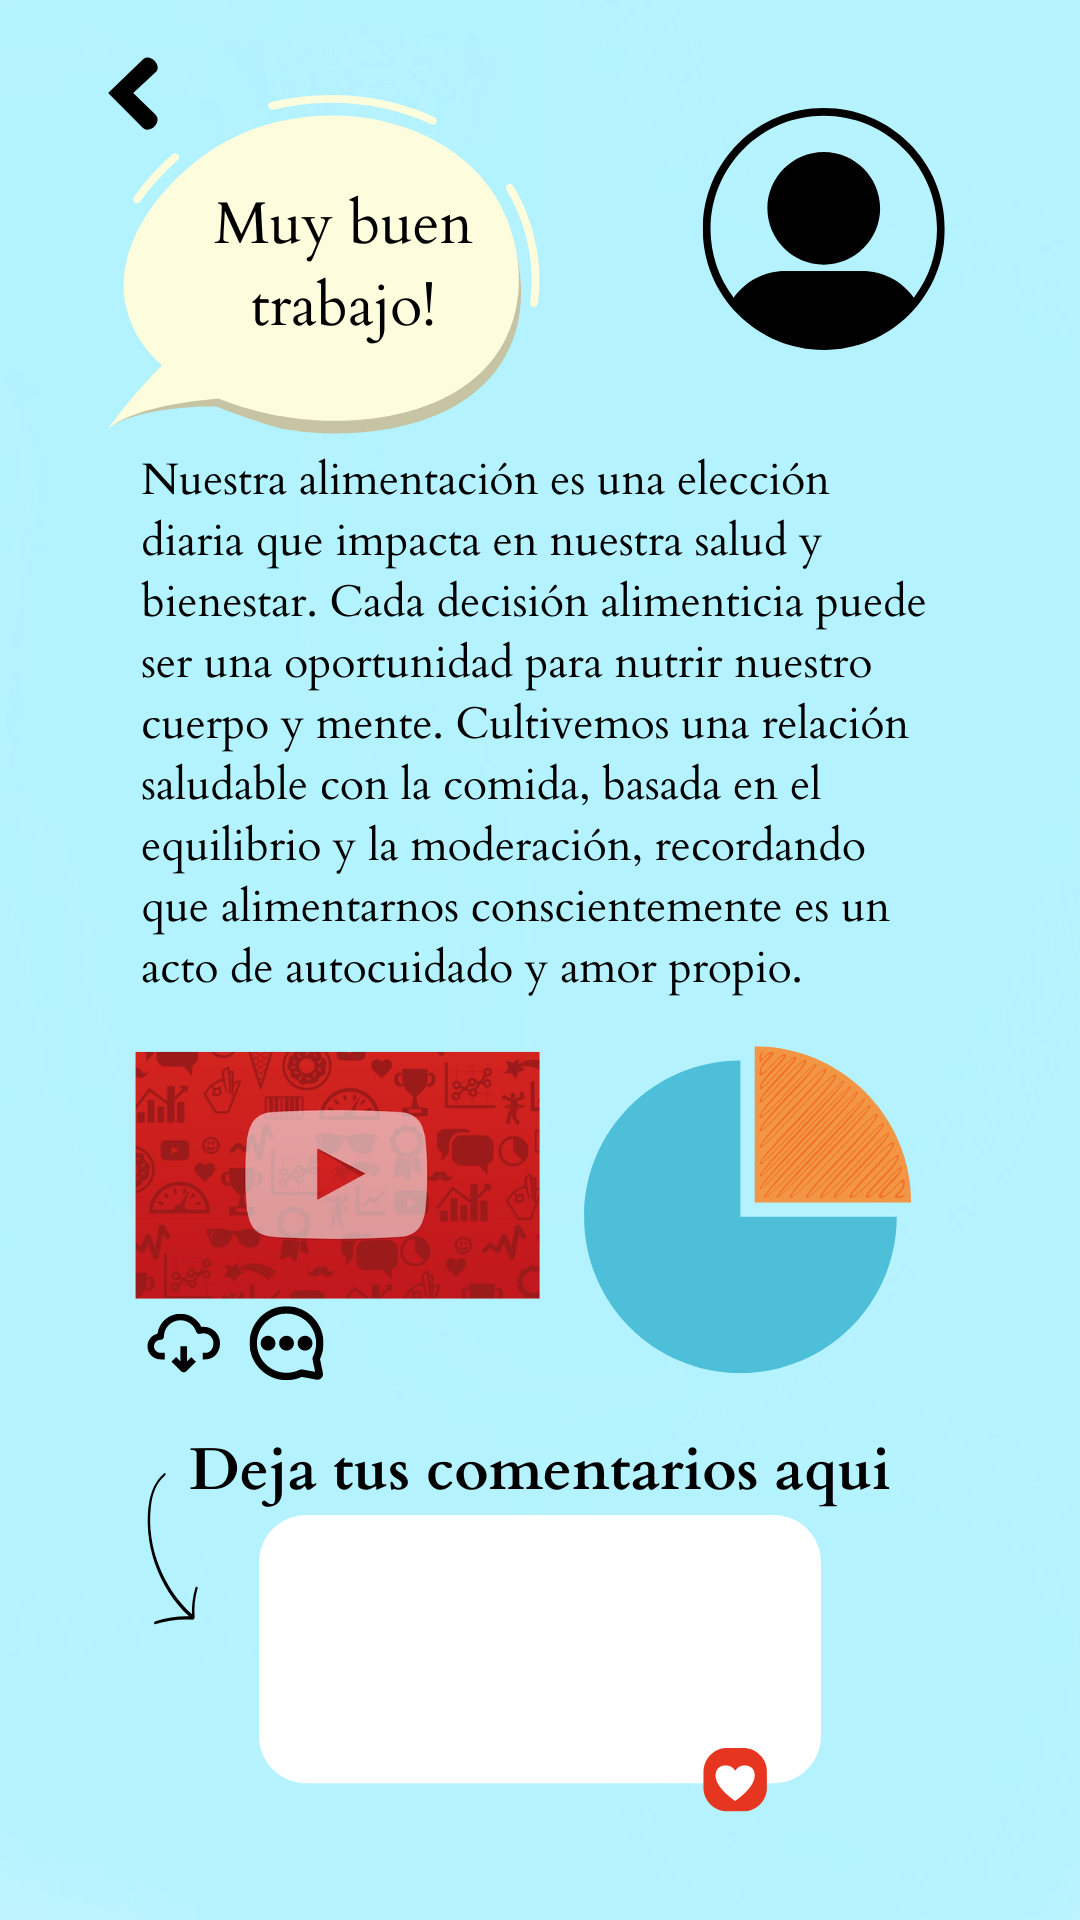 Muy buen
trabajo!
Nuestra alimentación es una elección
diaria que impacta en nuestra salud y
bienestar. Cada decisión alimenticia puede
ser una oportunidad para nutrir nuestro
cuerpo y mente. Cultivemos una relación
saludable con la comida, basada en el
equilibrio y la moderación, recordando
que alimentarnos conscientemente es un
acto de autocuidado y amor propio.
Deja tus comentarios aqui